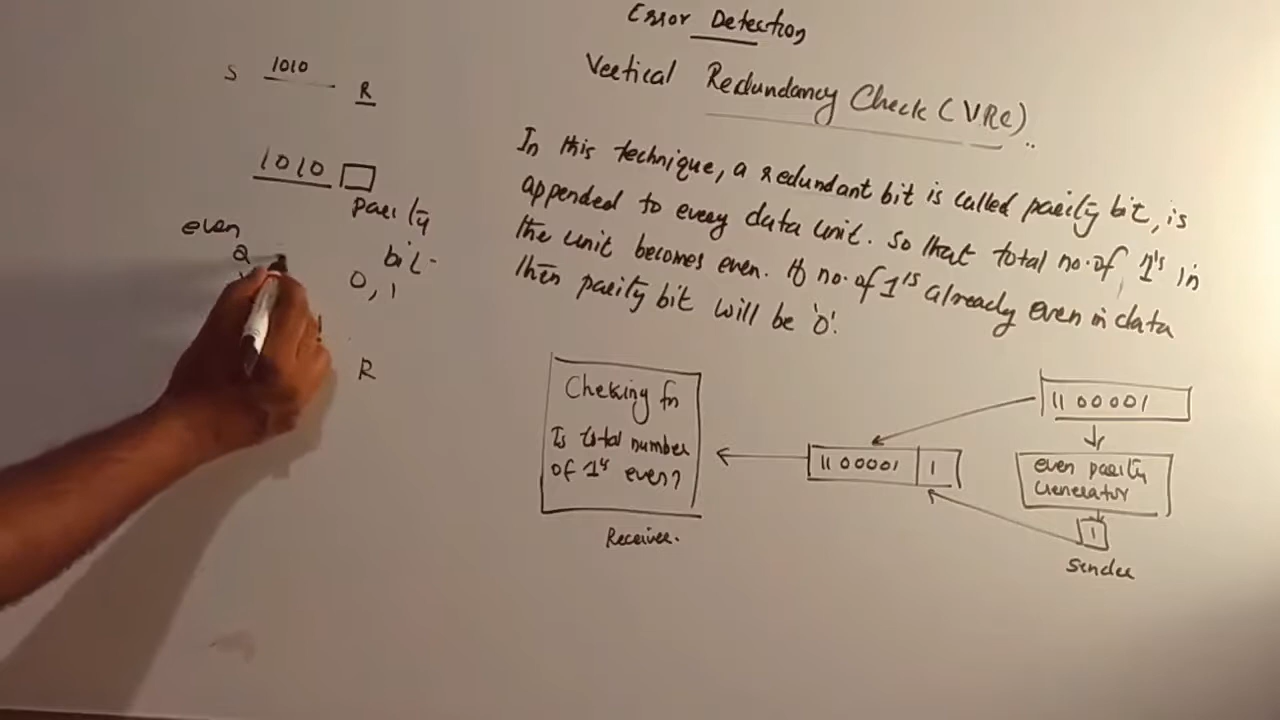 Error Detection
Vertical Redundancy Check (VRC)..
In this technique, a redundant bit is called parity bit, is
appended to every data unit. So that total no. of 1's in
the unit becomes even. If no. of 1's already even in data
then parity bit will be '0'.
S 1010 R
1010
Parity
bit
even
2
0, 1
R
Cheking fn
Is total number
of 1s even?
Receiver.
1100001 1
1100001
even parity
Generator
1
Sender